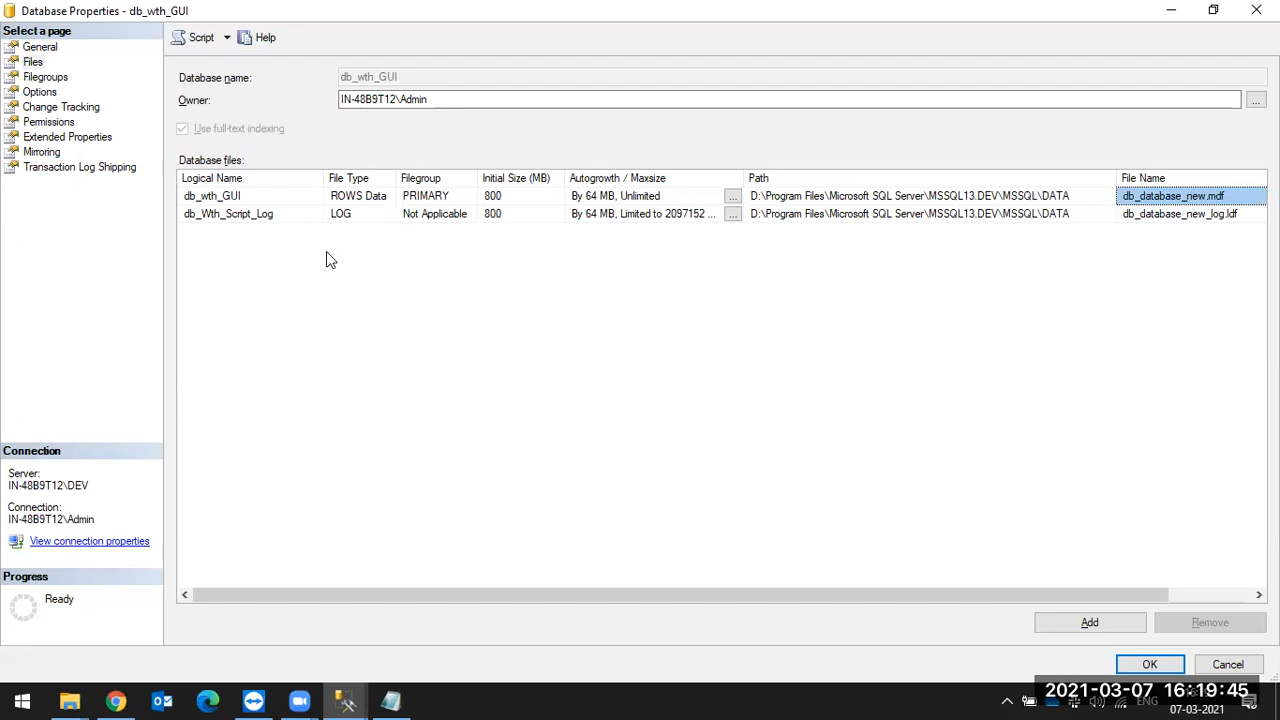 Database Properties - db_wth_GUI
Select a page
General
Files
Filegroups
Options
Change Tracking
Permissions
Extended Properties
Mirroring
Transaction Log Shipping
Script
Help
Database name:
db_wth_GUI
Owner:
IN-48B9T12\Admin
...
Use full-text indexing
Database files:
Logical Name File Type Filegroup Initial Size (MB) Autogrowth / Maxsize Path File Name
db_wth_GUI ROWS Data PRIMARY 800 By 64 MB, Unlimited ... D:\Program Files\Microsoft SQL Server\MSSQL13.DEV\MSSQL\DATA db_database_new.mdf
db_Wth_Script_Log LOG Not Applicable 800 By 64 MB, Limited to 2097152 ... ... D:\Program Files\Microsoft SQL Server\MSSQL13.DEV\MSSQL\DATA db_database_new_log.ldf
Connection
Server:
IN-48B9T12\DEV
Connection:
IN-48B9T12\Admin
View connection properties
Progress
Ready
Add
Remove
OK
Cancel
2021-03-07 16:19:45
ENG
07-03-2021